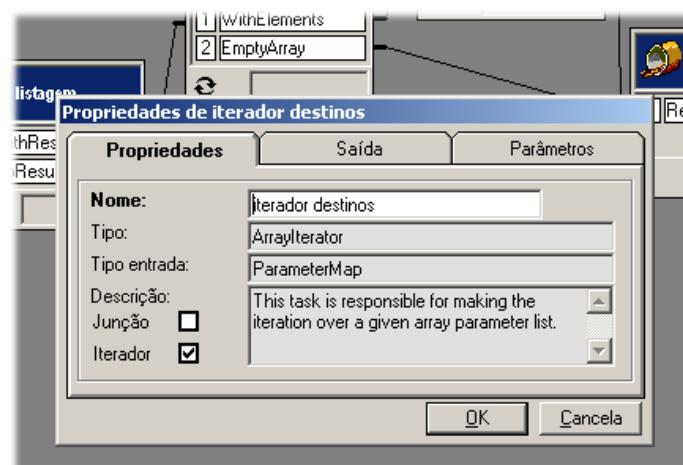 1 WithElements
2 EmptyArray
listagem
Propriedades de iterador destinos
Propriedades
Saída
Parâmetros
Nome:
iterador destinos
Tipo:
ArrayIterator
Tipo entrada:
ParameterMap
Descrição:
This task is responsible for making the
iteration over a given array parameter list.
Junção
Iterador
OK
Cancela